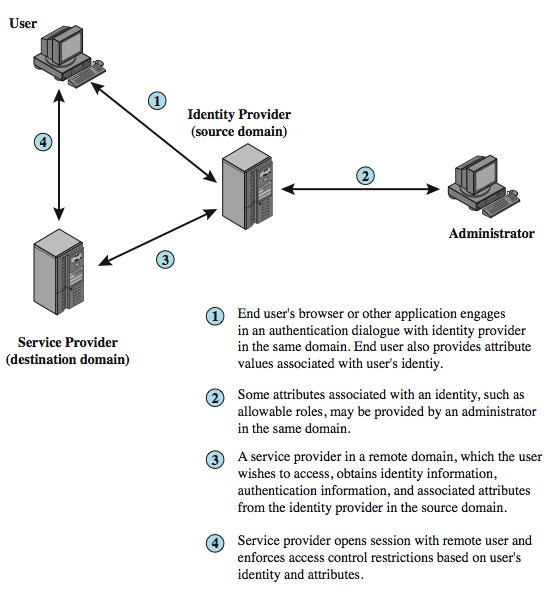 User
1
Identity Provider
(source domain)
4
2
Administrator
3
Service Provider
(destination domain)
1 End user's browser or other application engages
in an authentication dialogue with identity provider
in the same domain. End user also provides attribute
values associated with user's identiy.
2 Some attributes associated with an identity, such as
allowable roles, may be provided by an administrator
in the same domain.
3 A service provider in a remote domain, which the user
wishes to access, obtains identity information,
authentication information, and associated attributes
from the identity provider in the source domain.
4 Service provider opens session with remote user and
enforces access control restrictions based on user's
identity and attributes.